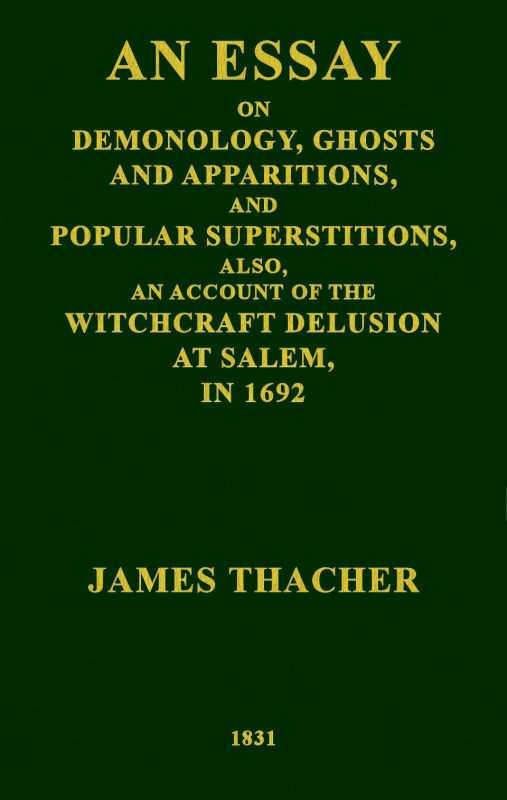 AN ESSAY
ON
DEMONOLOGY, GHOSTS
AND APPARITIONS,
AND
POPULAR SUPERSTITIONS,
ALSO,
AN ACCOUNT OF THE
WITCHCRAFT DELUSION
AT SALEM,
IN 1692
JAMES THACHER
1831